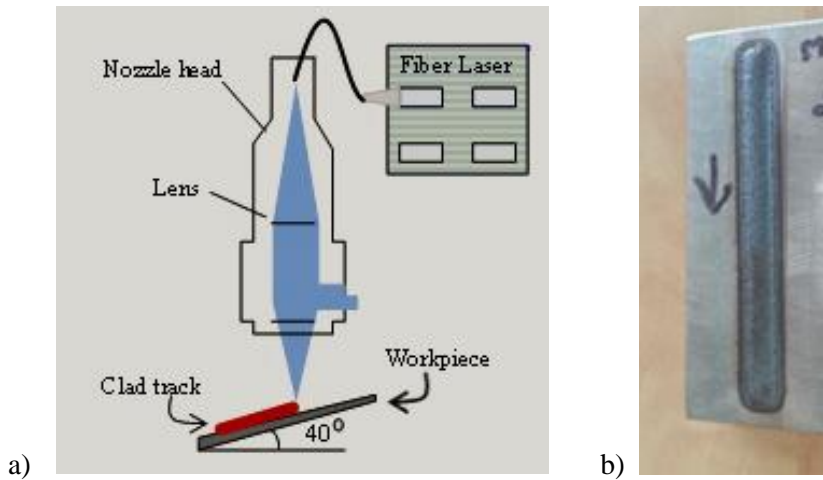 Nozzle head
Fiber Laser
Lens
Workpiece
Clad track
40°
a)
b)